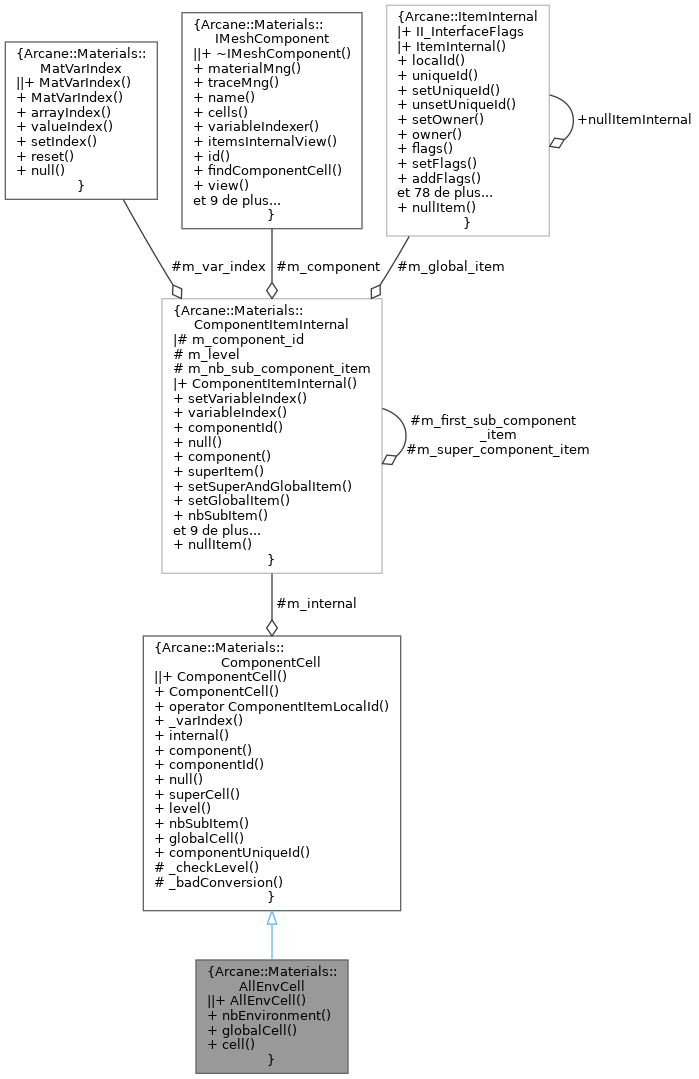 {Arcane::Materials::
MatVarIndex
||+ MatVarIndex()
+ MatVarIndex()
+ arrayIndex()
+ valueIndex()
+ setIndex()
+ reset()
+ null()
}
{Arcane::Materials::
IMeshComponent
||+ ~IMeshComponent()
+ materialMng()
+ traceMng()
+ name()
+ cells()
+ variableIndexer()
+ itemsInternalView()
+ id()
+ findComponentCell()
+ view()
et 9 de plus...
}
{Arcane::ItemInternal
|+ II_InterfaceFlags
|+ ItemInternal()
+ localId()
+ uniqueId()
+ setUniqueId()
+ unsetUniqueId()
+ setOwner()
+ owner()
+ flags()
+ setFlags()
+ addFlags()
et 78 de plus...
+ nullItem()
}
+nullItemInternal
#m_var_index
#m_component
#m_global_item
{Arcane::Materials::
ComponentItemInternal
|# m_component_id
# m_level
# m_nb_sub_component_item
|+ ComponentItemInternal()
+ setVariableIndex()
+ variableIndex()
+ componentId()
+ null()
+ component()
+ superItem()
+ setSuperAndGlobalItem()
+ setGlobalItem()
+ nbSubItem()
et 9 de plus...
+ nullItem()
}
#m_first_sub_component
_item
#m_super_component_item
#m_internal
{Arcane::Materials::
ComponentCell
||+ ComponentCell()
+ ComponentCell()
+ operator ComponentItemLocalId()
+ _varIndex()
+ internal()
+ component()
+ componentId()
+ null()
+ superCell()
+ level()
+ nbSubItem()
+ globalCell()
+ componentUniqueId()
# _checkLevel()
# _badConversion()
}
{Arcane::Materials::
AllEnvCell
||+ AllEnvCell()
+ nbEnvironment()
+ globalCell()
+ cell()
}